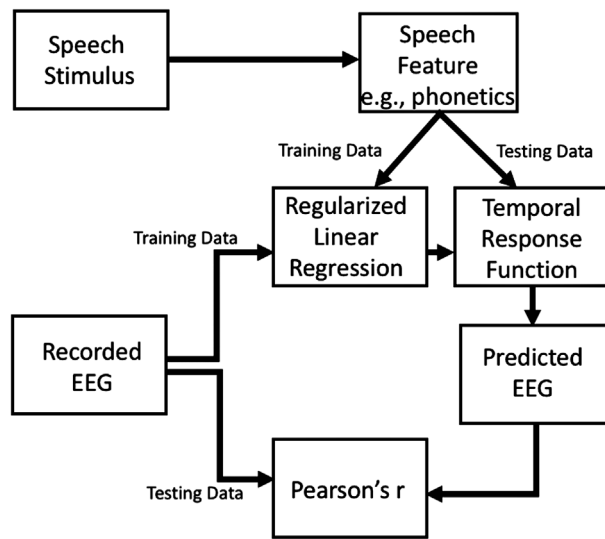 Speech
Stimulus
Speech
Feature
e.g., phonetics
Training Data
Testing Data
Regularized
Linear
Regression
Temporal
Response
Function
Training Data
Recorded
EEG
Predicted
EEG
Testing Data
Pearson's r